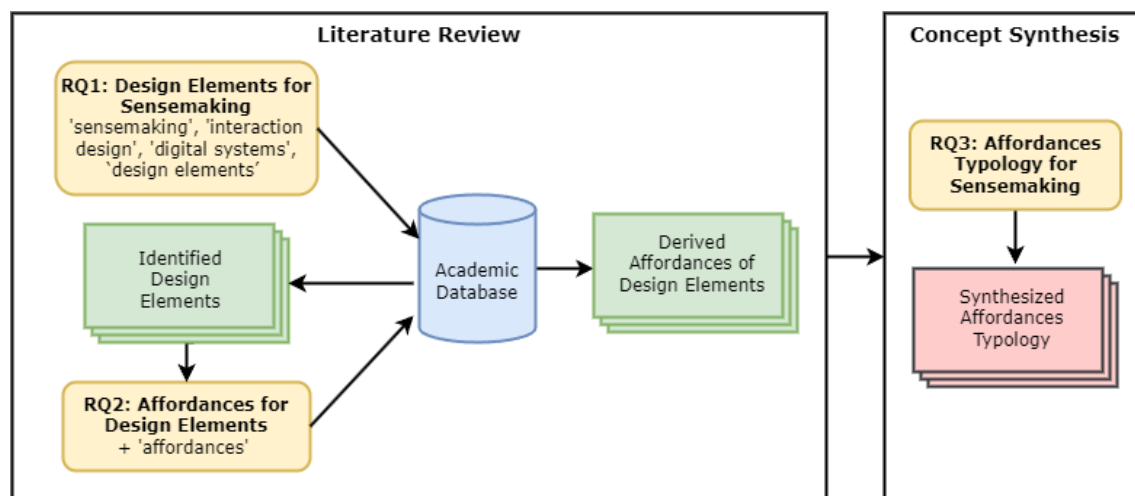 Literature Review
RQ1: Design Elements for
Sensemaking
'sensemaking', 'interaction
design', 'digital systems',
‘design elements’
Identified
Design
Elements
RQ2: Affordances for
Design Elements
+ 'affordances'
Academic
Database
Derived
Affordances of
Design Elements
Concept Synthesis
RQ3: Affordances
Typology for
Sensemaking
Synthesized
Affordances
Typology